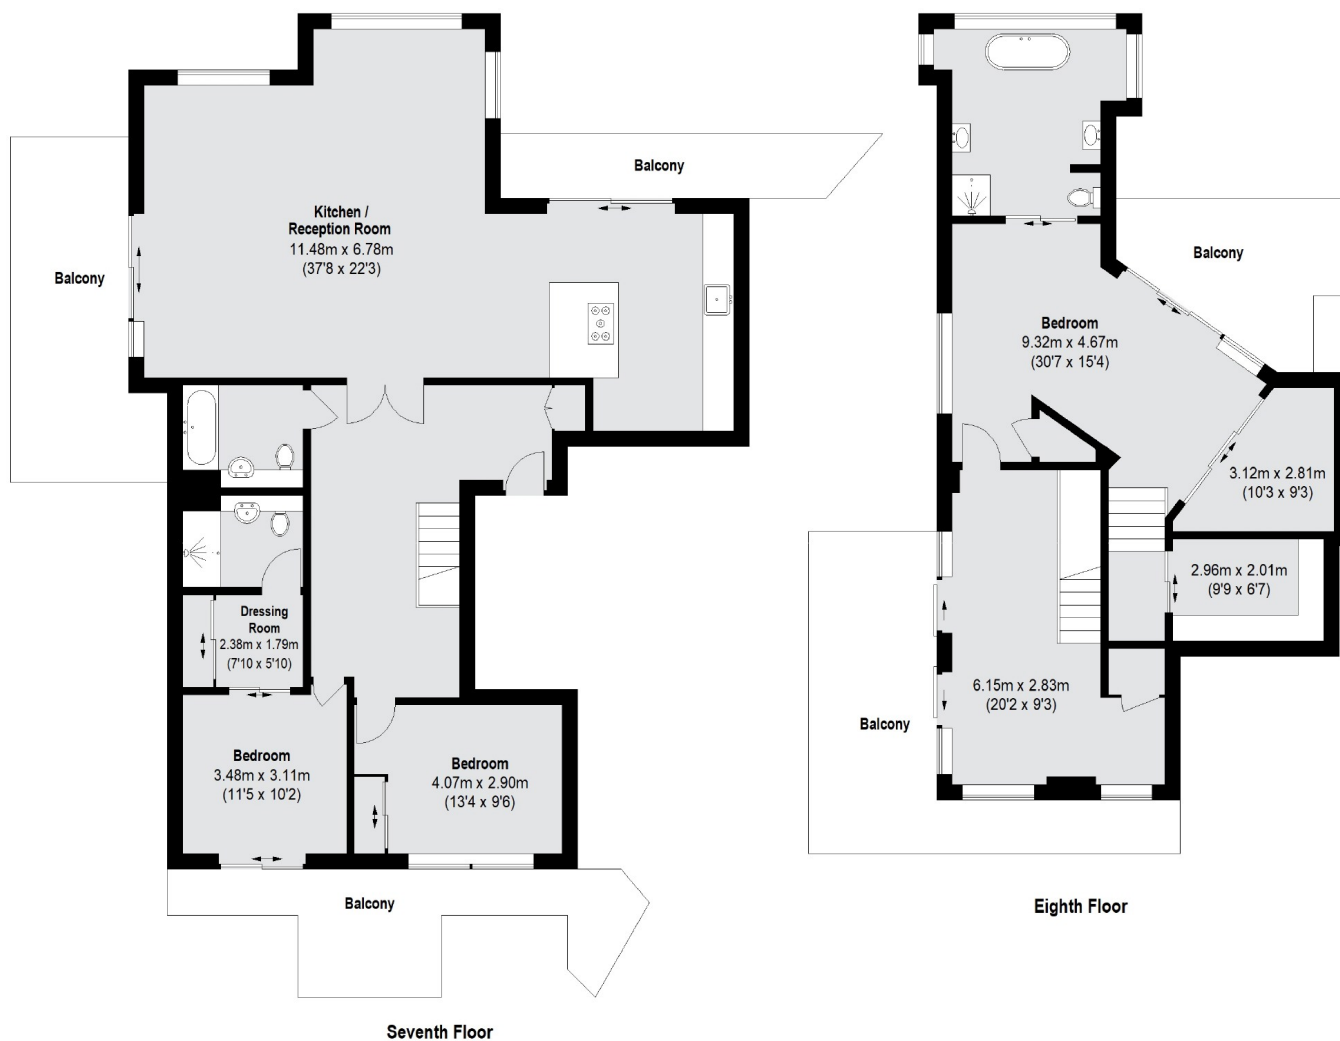 Balcony
Kitchen /
Reception Room
11.48m x 6.78m
(37'8 x 22'3)
Balcony
Dressing
Room
2.38m x 1.79m
(7'10 x 5'10)
Bedroom
3.48m x 3.11m
(11'5 x 10'2)
Bedroom
4.07m x 2.90m
(13'4 x 9'6)
Balcony
Seventh Floor
Balcony
Bedroom
9.32m x 4.67m
(30'7 x 15'4)
3.12m x 2.81m
(10'3 x 9'3)
2.96m x 2.01m
(9'9 x 6'7)
6.15m x 2.83m
(20'2 x 9'3)
Balcony
Eighth Floor